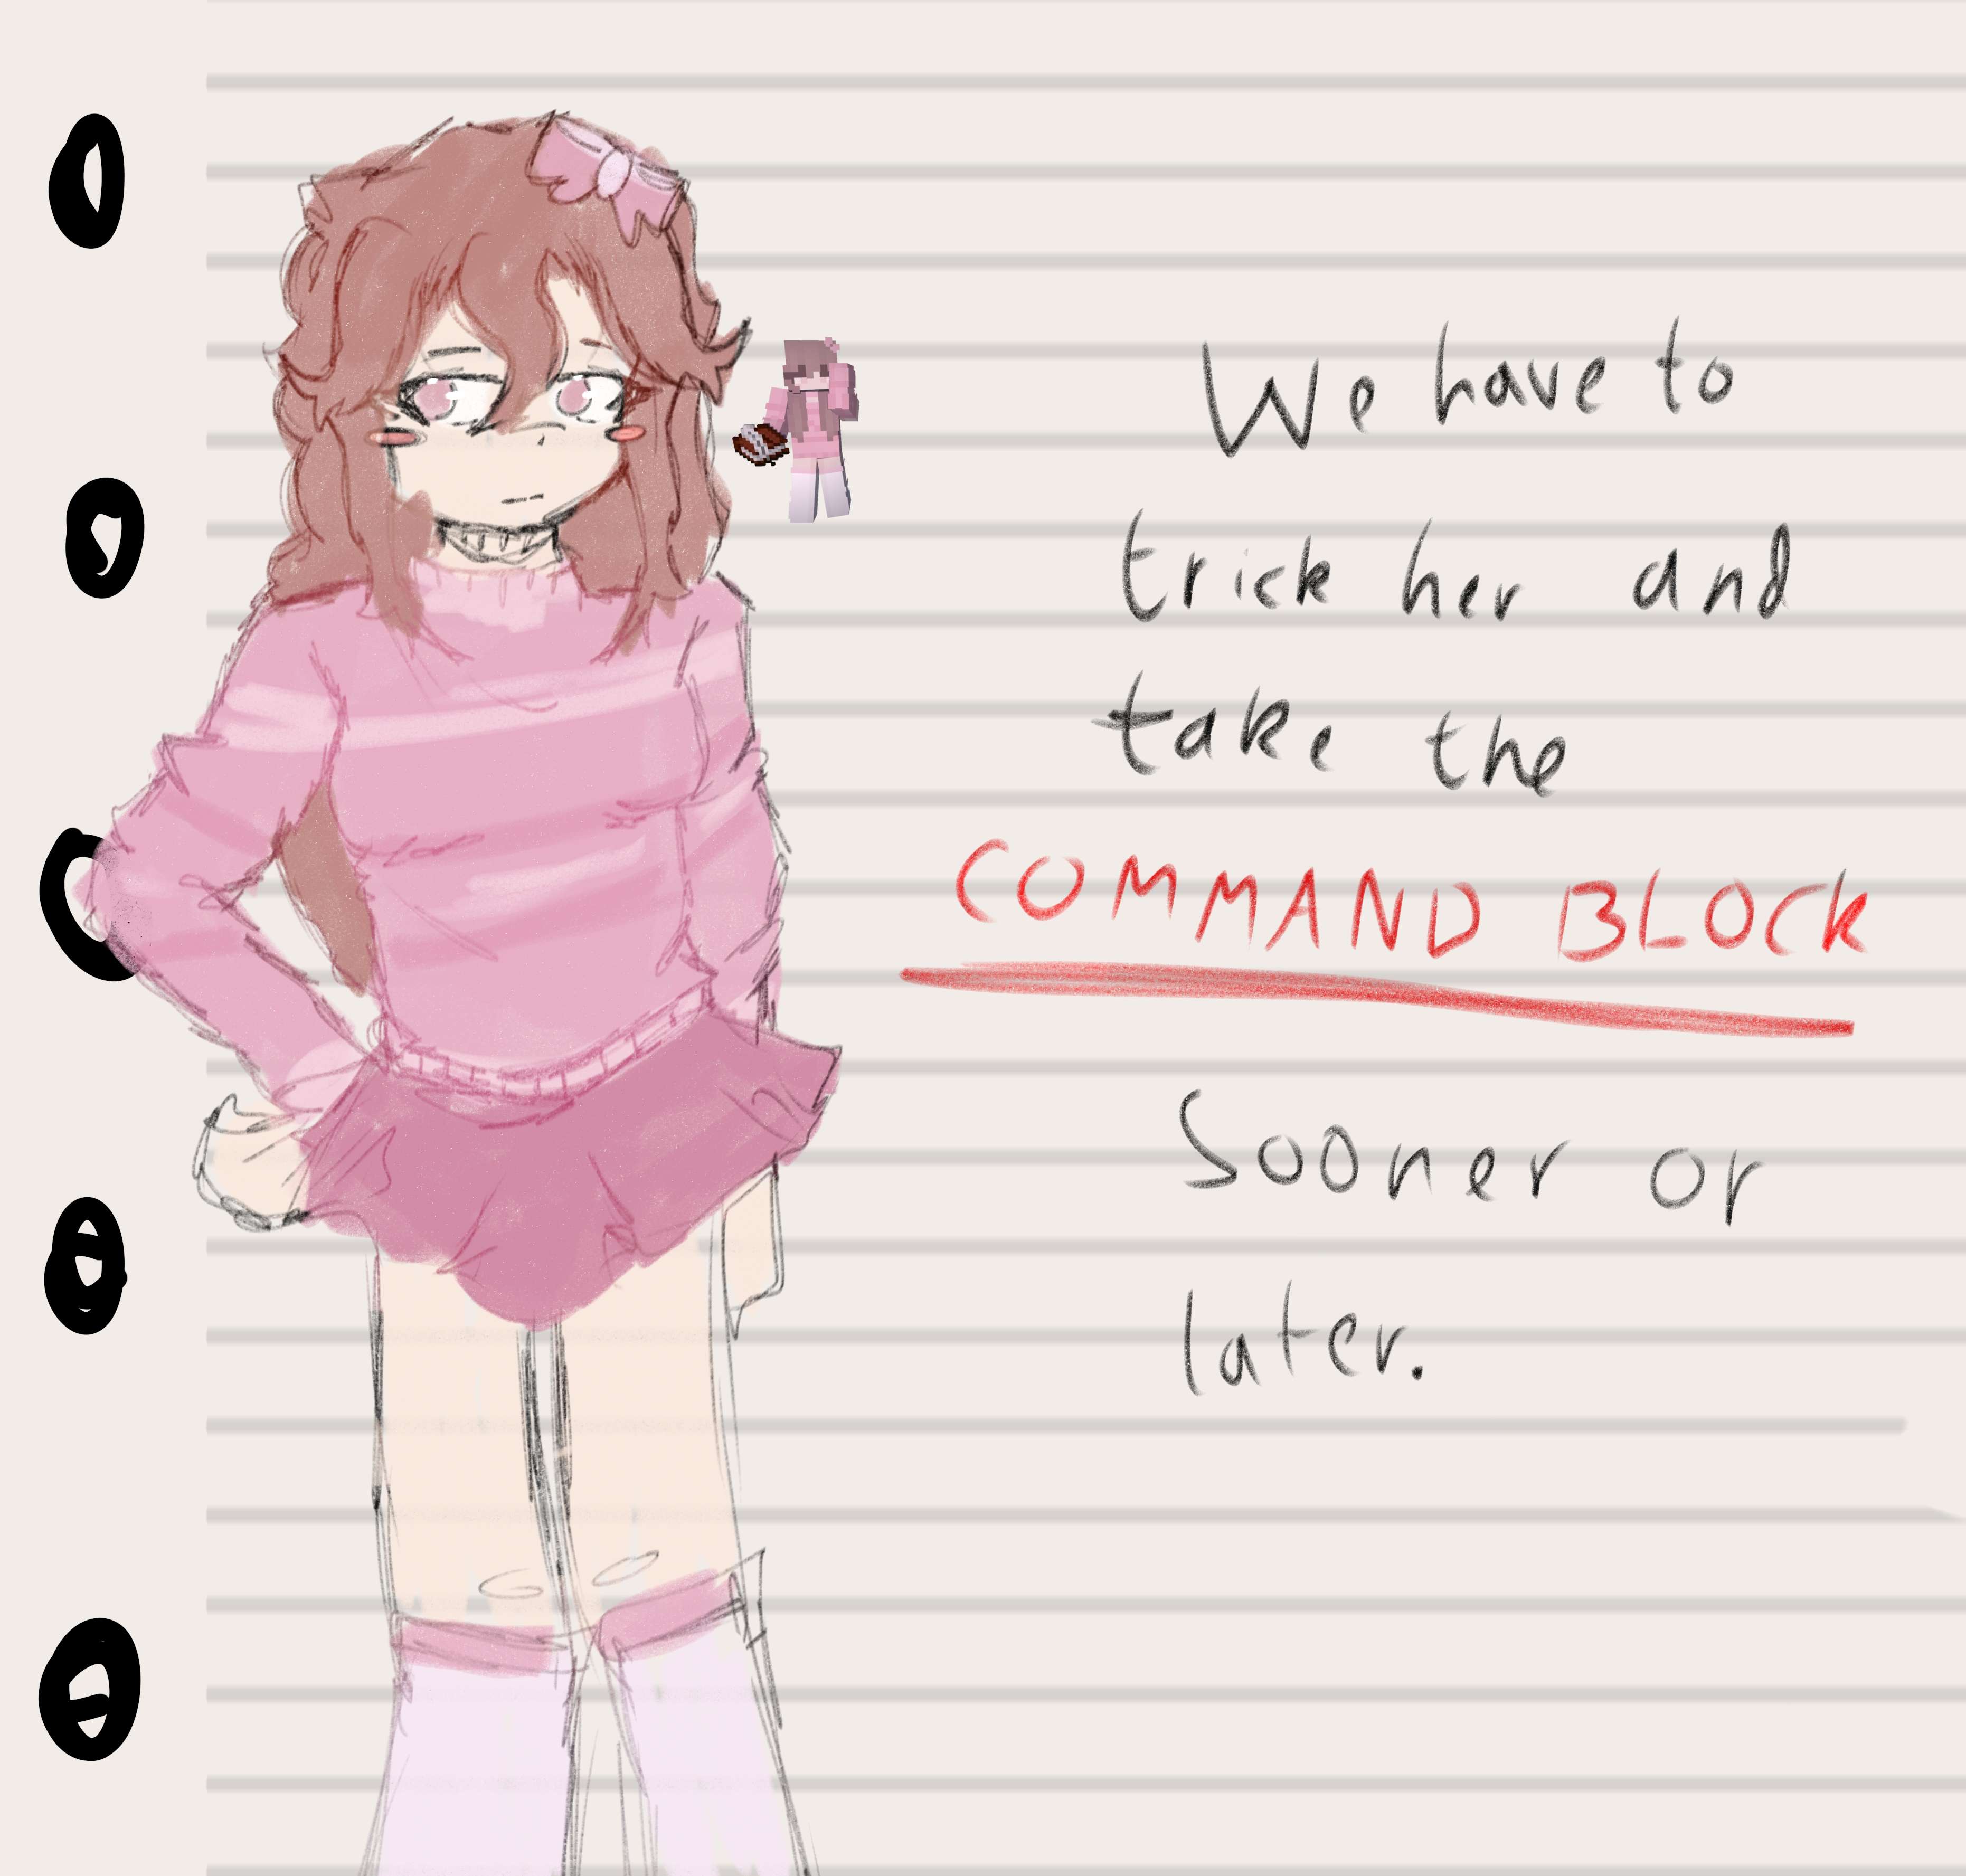 We have to
trick her and
take the
COMMAND BLOCK
Sooner or
later.